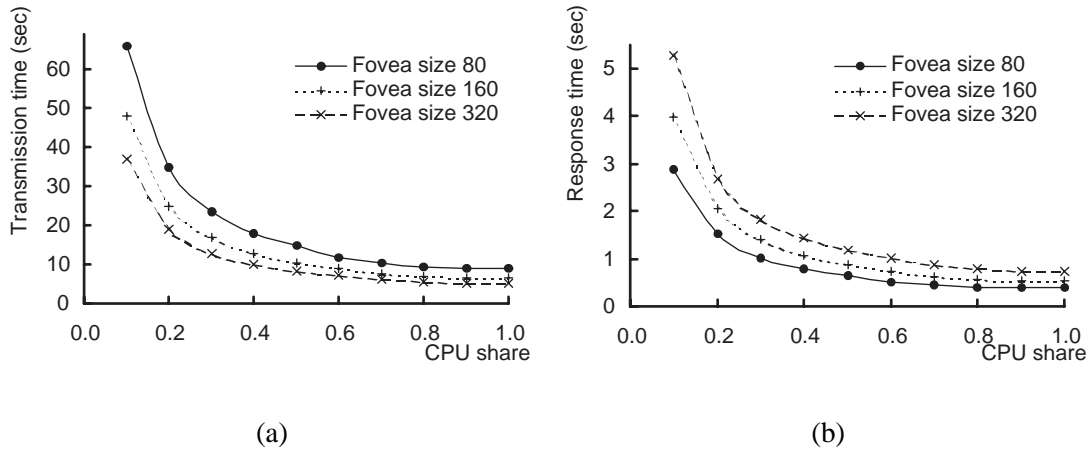 Transmission time (sec)
60
50
40
30
20
10
0
0.0 0.2 0.4 0.6 0.8 1.0
CPU share
Fovea size 80
Fovea size 160
Fovea size 320
(a)
Response time (sec)
5
4
3
2
1
0
0.0 0.2 0.4 0.6 0.8 1.0
CPU share
Fovea size 80
Fovea size 160
Fovea size 320
(b)